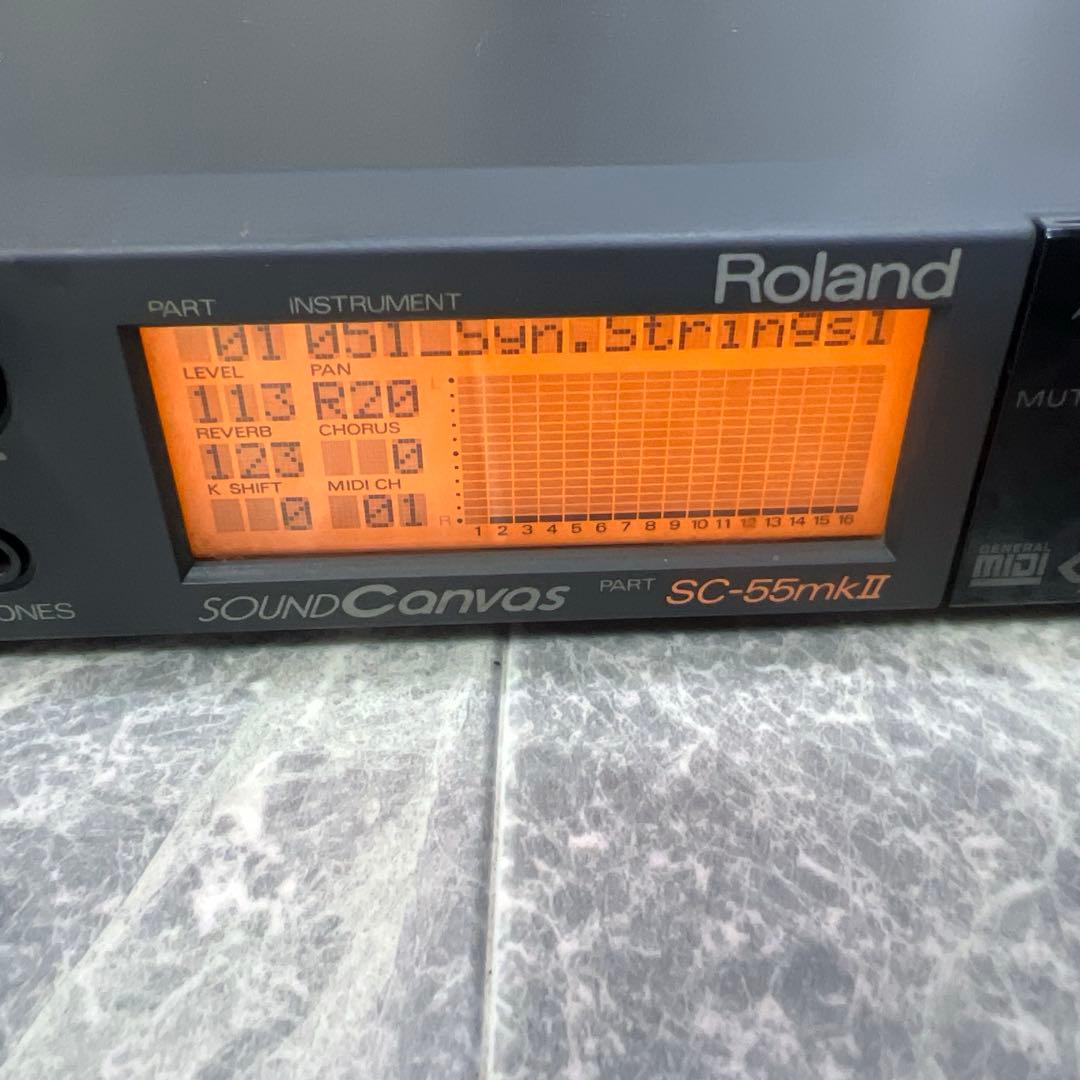 Roland
PART INSTRUMENT
01 051 Syn.Strings1
LEVEL PAN
113 R20
REVERB CHORUS
123 0
K SHIFT MIDI CH
0 01
L
R
1 2 3 4 5 6 7 8 9 10 11 12 13 14 15 16
SOUND Canvas PART SC-55mkII
ONES
MUT
GENERAL
MIDI